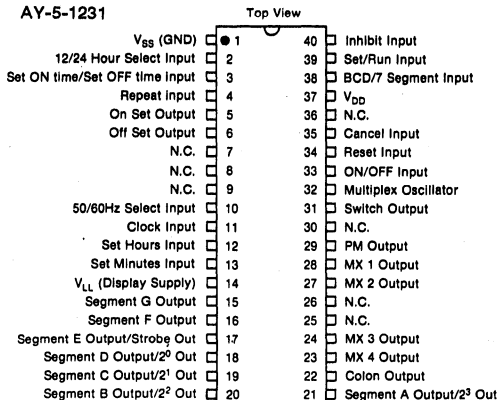 AY-5-1231
Top View
VSS (GND) 1 40 Inhibit Input
12/24 Hour Select Input 2 39 Set/Run Input
Set ON time/Set OFF time Input 3 38 BCD/7 Segment Input
Repeat Input 4 37 VDD
On Set Output 5 36 N.C.
Off Set Output 6 35 Cancel Input
N.C. 7 34 Reset Input
N.C. 8 33 ON/OFF Input
N.C. 9 32 Multiplex Oscillator
50/60Hz Select Input 10 31 Switch Output
Clock Input 11 30 N.C.
Set Hours Input 12 29 PM Output
Set Minutes Input 13 28 MX 1 Output
VLL (Display Supply) 14 27 MX 2 Output
Segment G Output 15 26 N.C.
Segment F Output 16 25 N.C.
Segment E Output/Strobe Out 17 24 MX 3 Output
Segment D Output/2⁰ Out 18 23 MX 4 Output
Segment C Output/2¹ Out 19 22 Colon Output
Segment B Output/2² Out 20 21 Segment A Output/2³ Out